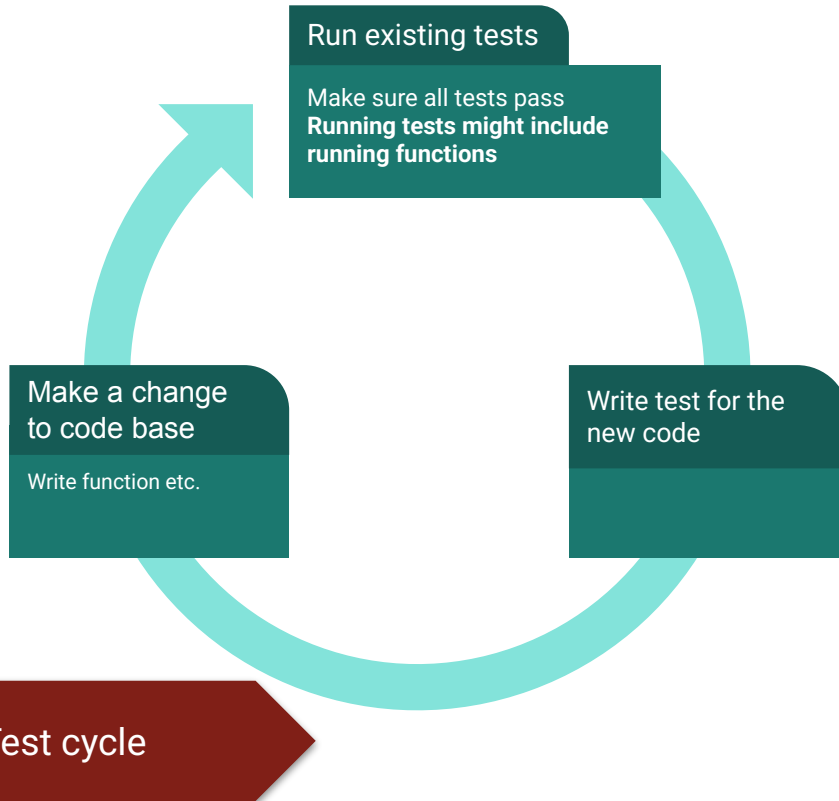 Run existing tests
Make sure all tests pass
Running tests might include
running functions
Make a change
to code base
Write function etc.
Write test for the
new code
est cycle